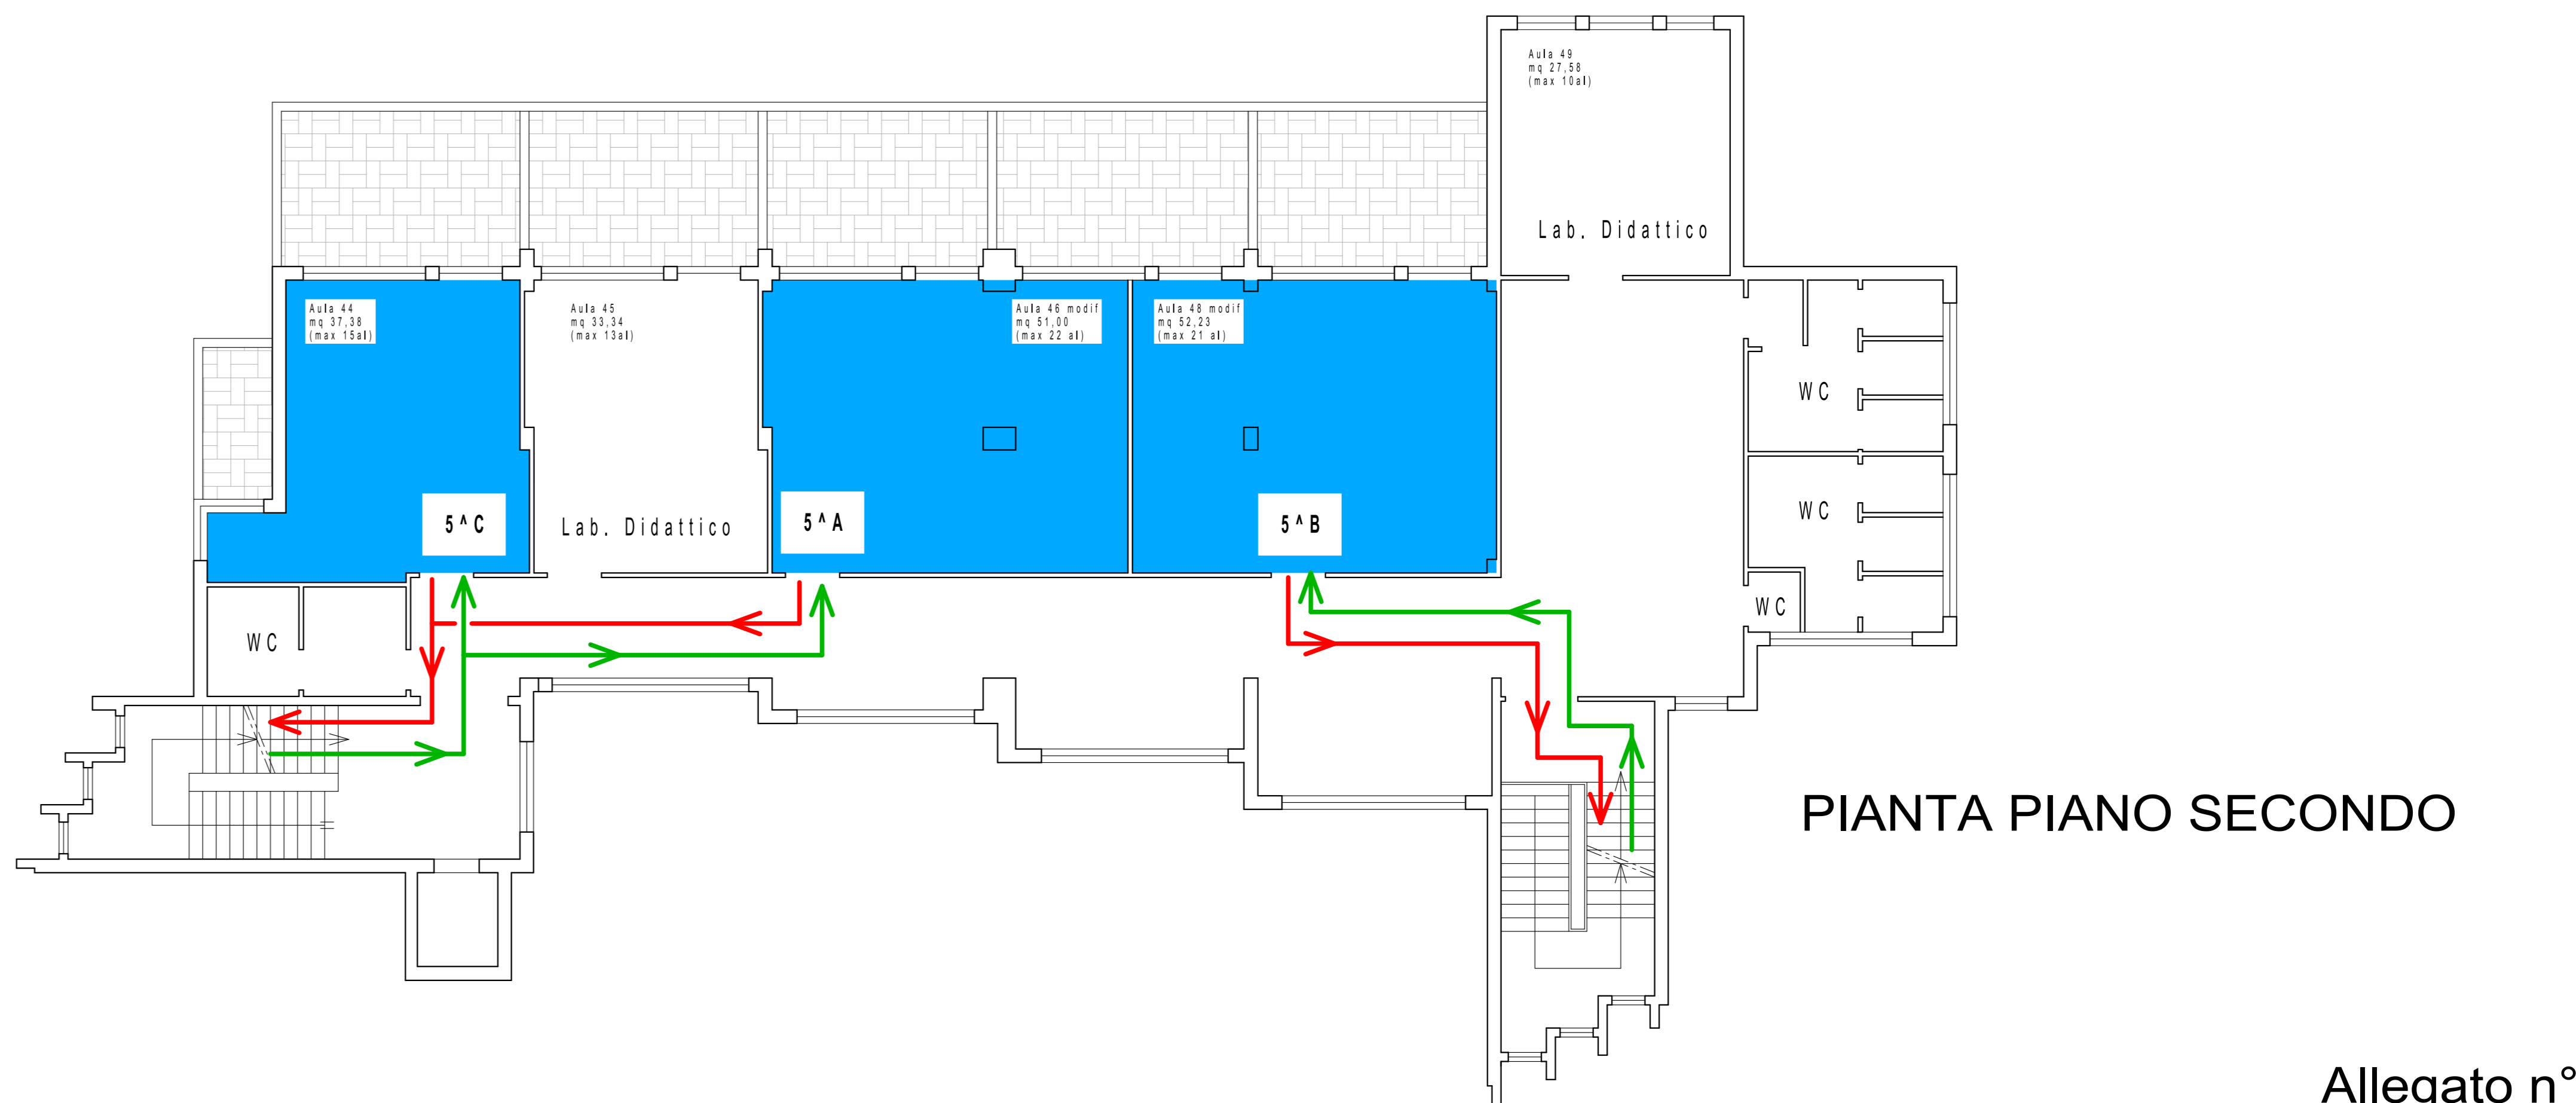 Aula 49
mq 27,58
(max 10al)
Lab. Didattico
Aula 44
mq 37,38
(max 15al)
Aula 45
mq 33,34
(max 13al)
Aula 46 modif
mq 51,00
(max 22 al)
Aula 48 modif
mq 52,23
(max 21 al)
WC
WC
5^C
Lab. Didattico
5^A
5^B
WC
WC
PIANTA PIANO SECONDO
Allegato n°